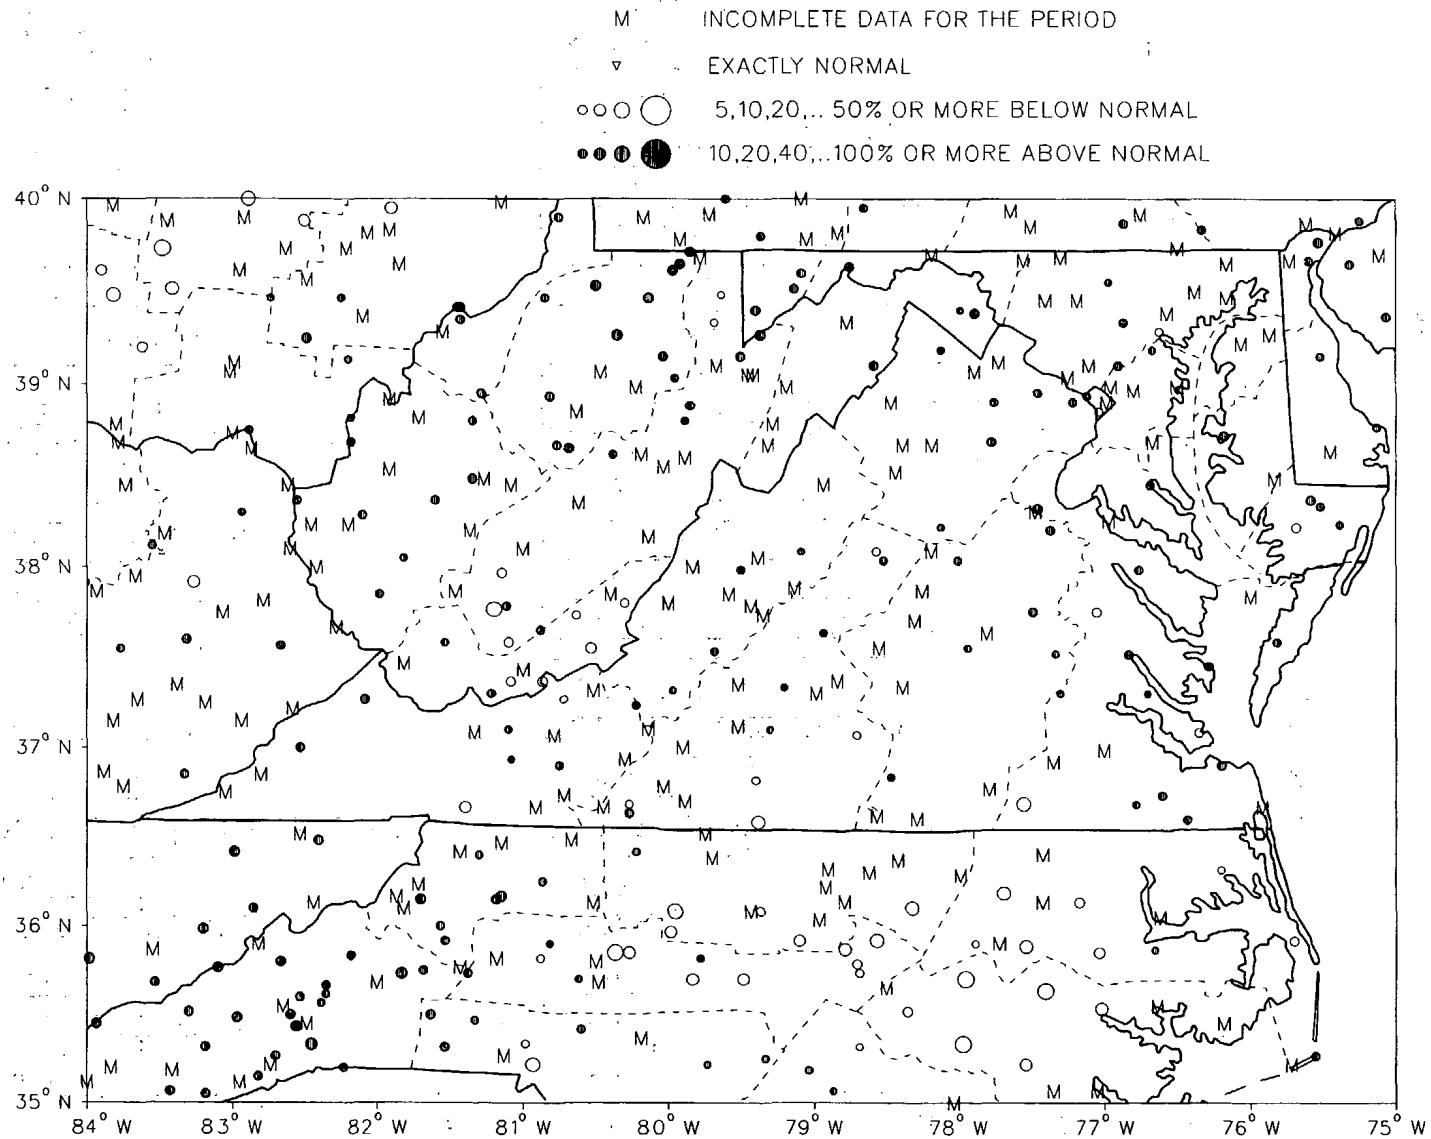 M INCOMPLETE DATA FOR THE PERIOD
▿ EXACTLY NORMAL
5,10,20,.. 50% OR MORE BELOW NORMAL
10,20,40,..100% OR MORE ABOVE NORMAL
40° N
39° N
38° N
37° N
36° N
35° N
84° W 83° W 82° W 81° W 80° W 79° W 78° W 77° W 76° W 75° W